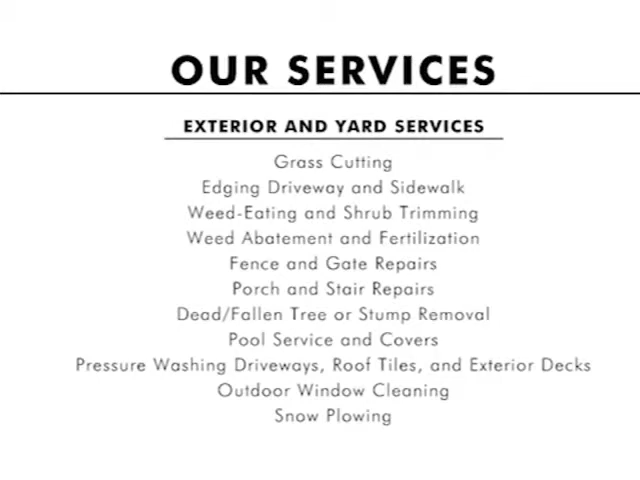 OUR SERVICES
EXTERIOR AND YARD SERVICES
Grass Cutting
Edging Driveway and Sidewalk
Weed-Eating and Shrub Trimming
Weed Abatement and Fertilization
Fence and Gate Repairs
Porch and Stair Repairs
Dead/Fallen Tree or Stump Removal
Pool Service and Covers
Pressure Washing Driveways, Roof Tiles, and Exterior Decks
Outdoor Window Cleaning
Snow Plowing